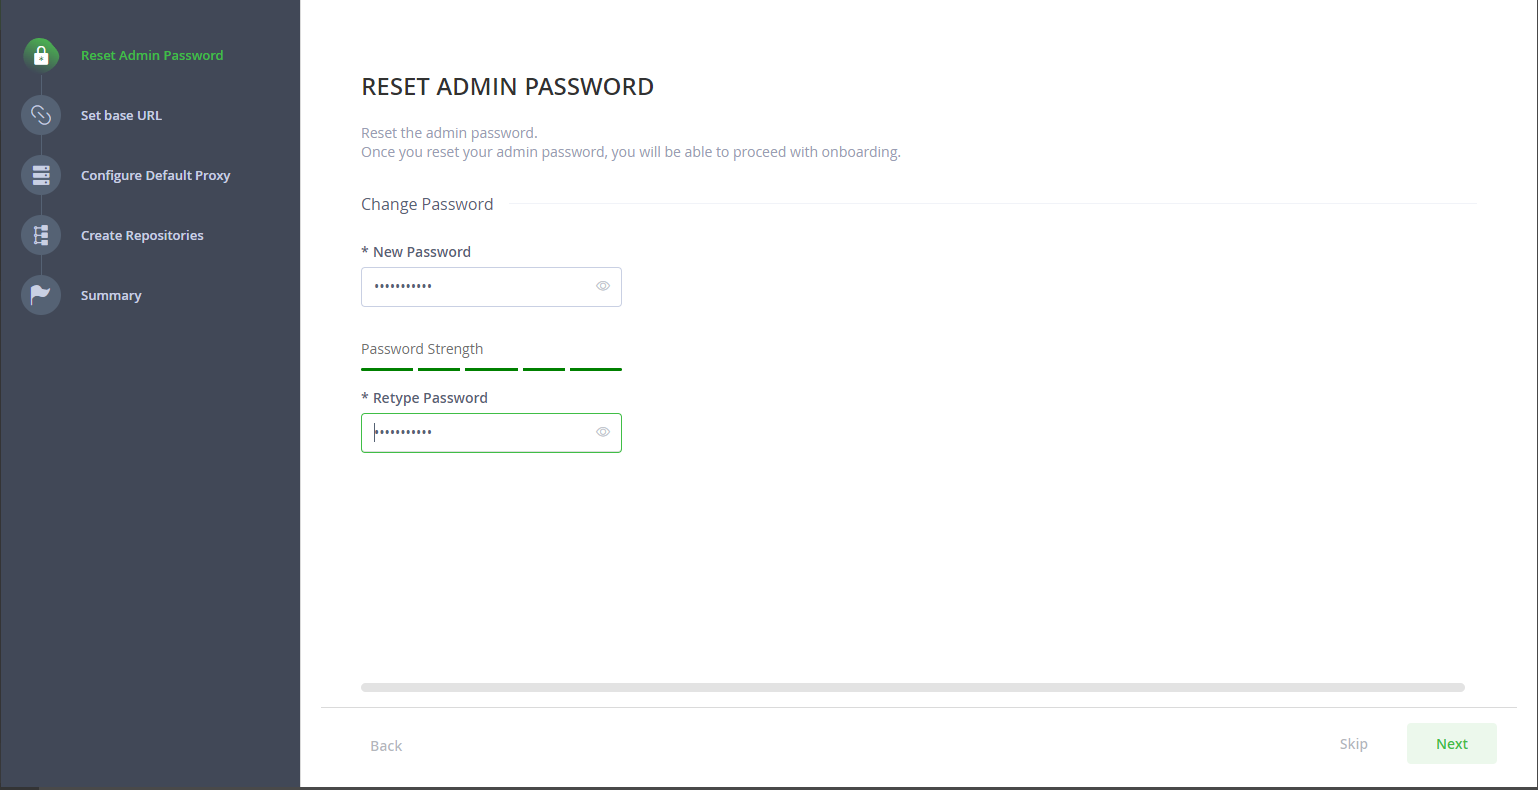 Reset Admin Password
Set base URL
Configure Default Proxy
Create Repositories
Summary
RESET ADMIN PASSWORD
Reset the admin password.
Once you reset your admin password, you will be able to proceed with onboarding.
Change Password
* New Password
•••••••••••
Password Strength
* Retype Password
•••••••••••
Back
Skip
Next